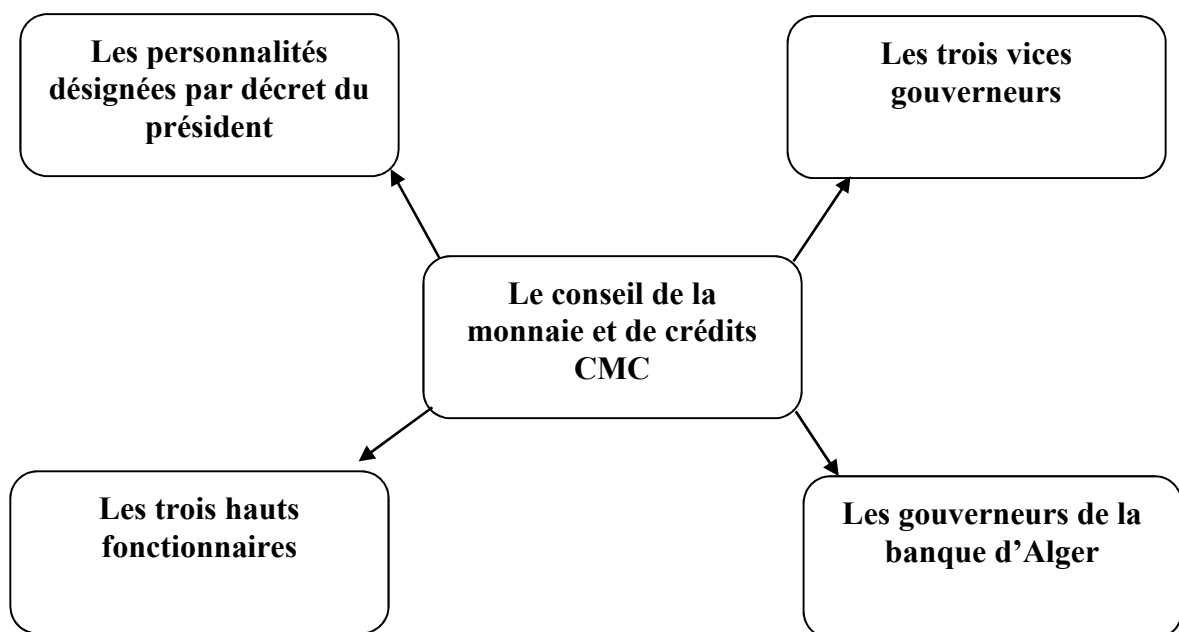 Les personnalités
désignées par décret du
président
Les trois vices
gouverneurs
Le conseil de la
monnaie et de crédits
CMC
Les trois hauts
fonctionnaires
Les gouverneurs de la
banque d’Alger